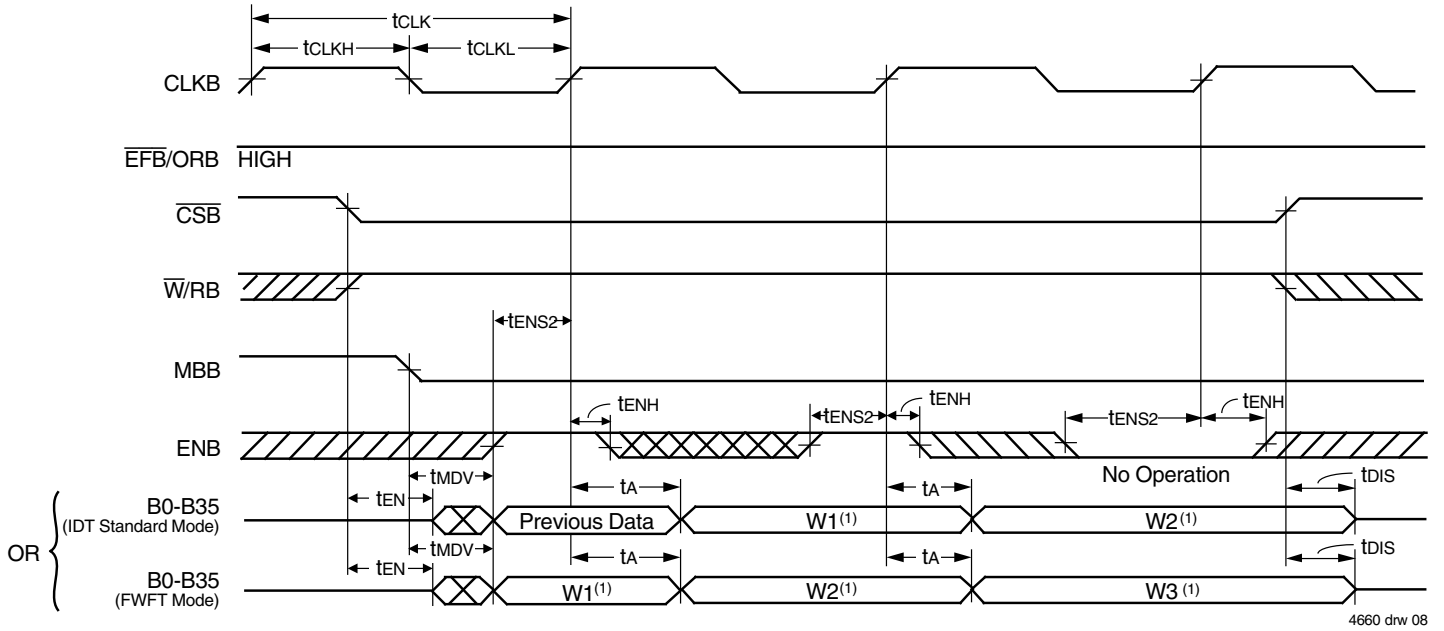 tCLK
tCLKH tCLKL
CLKB
EFB/ORB HIGH
CSB
W/RB
tENS2
MBB
tENH tENS2 tENH tENS2 tENH
ENB
No Operation
tMDV tA tA tDIS
tEN
B0-B35
(IDT Standard Mode)
Previous Data W1(1) W2(1)
OR
tMDV tA tA tDIS
tEN
B0-B35
(FWFT Mode)
W1(1) W2(1) W3(1)
4660 drw 08